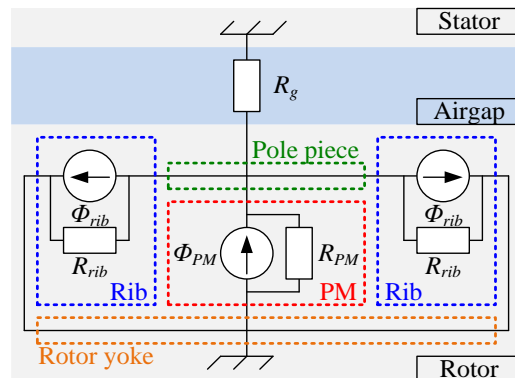 Stator
R_g
Airgap
Pole piece
Φ_rib
Φ_rib
Φ_PM
R_PM
R_rib
R_rib
Rib
PM
Rib
Rotor yoke
Rotor